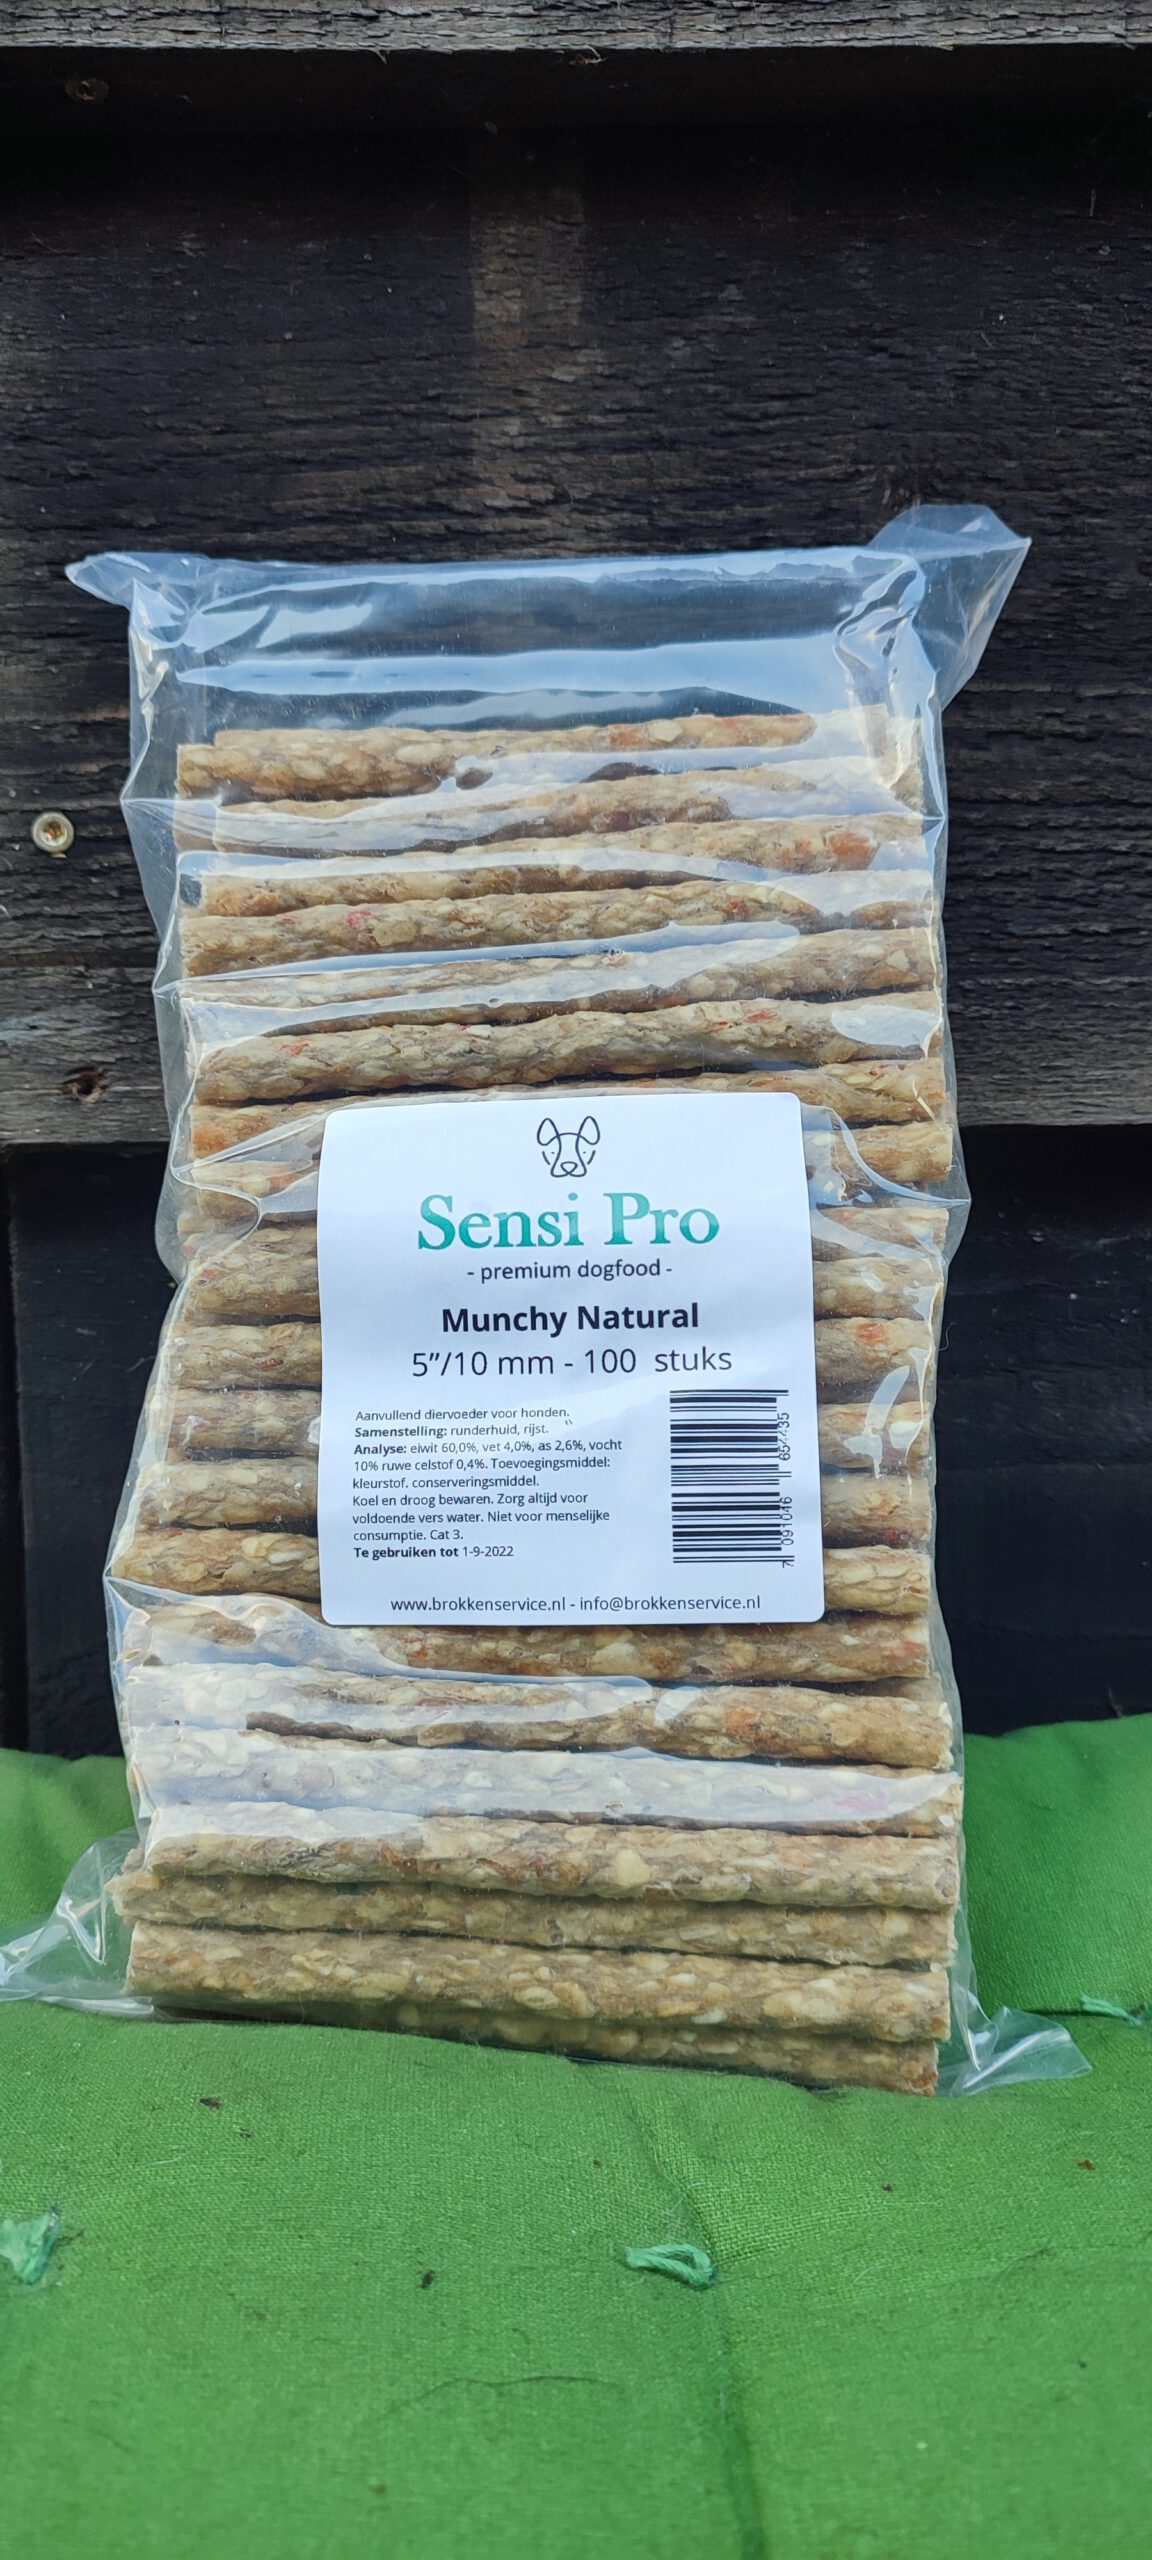 Sensi Pro
- premium dogfood -
Munchy Natural
5”/10 mm - 100 stuks
Aanvullend diervoeder voor honden.
Samenstelling: runderhuid, rijst.
Analyse: eiwit 60,0%, vet 4,0%, as 2,6%, vocht
10% ruwe celstof 0,4%. Toevoegingsmiddel:
kleurstof. conserveringsmiddel.
Koel en droog bewaren. Zorg altijd voor
voldoende vers water. Niet voor menselijke
consumptie. Cat 3.
Te gebruiken tot 1-9-2022
7 091046
www.brokkenservice.nl - info@brokkenservice.nl